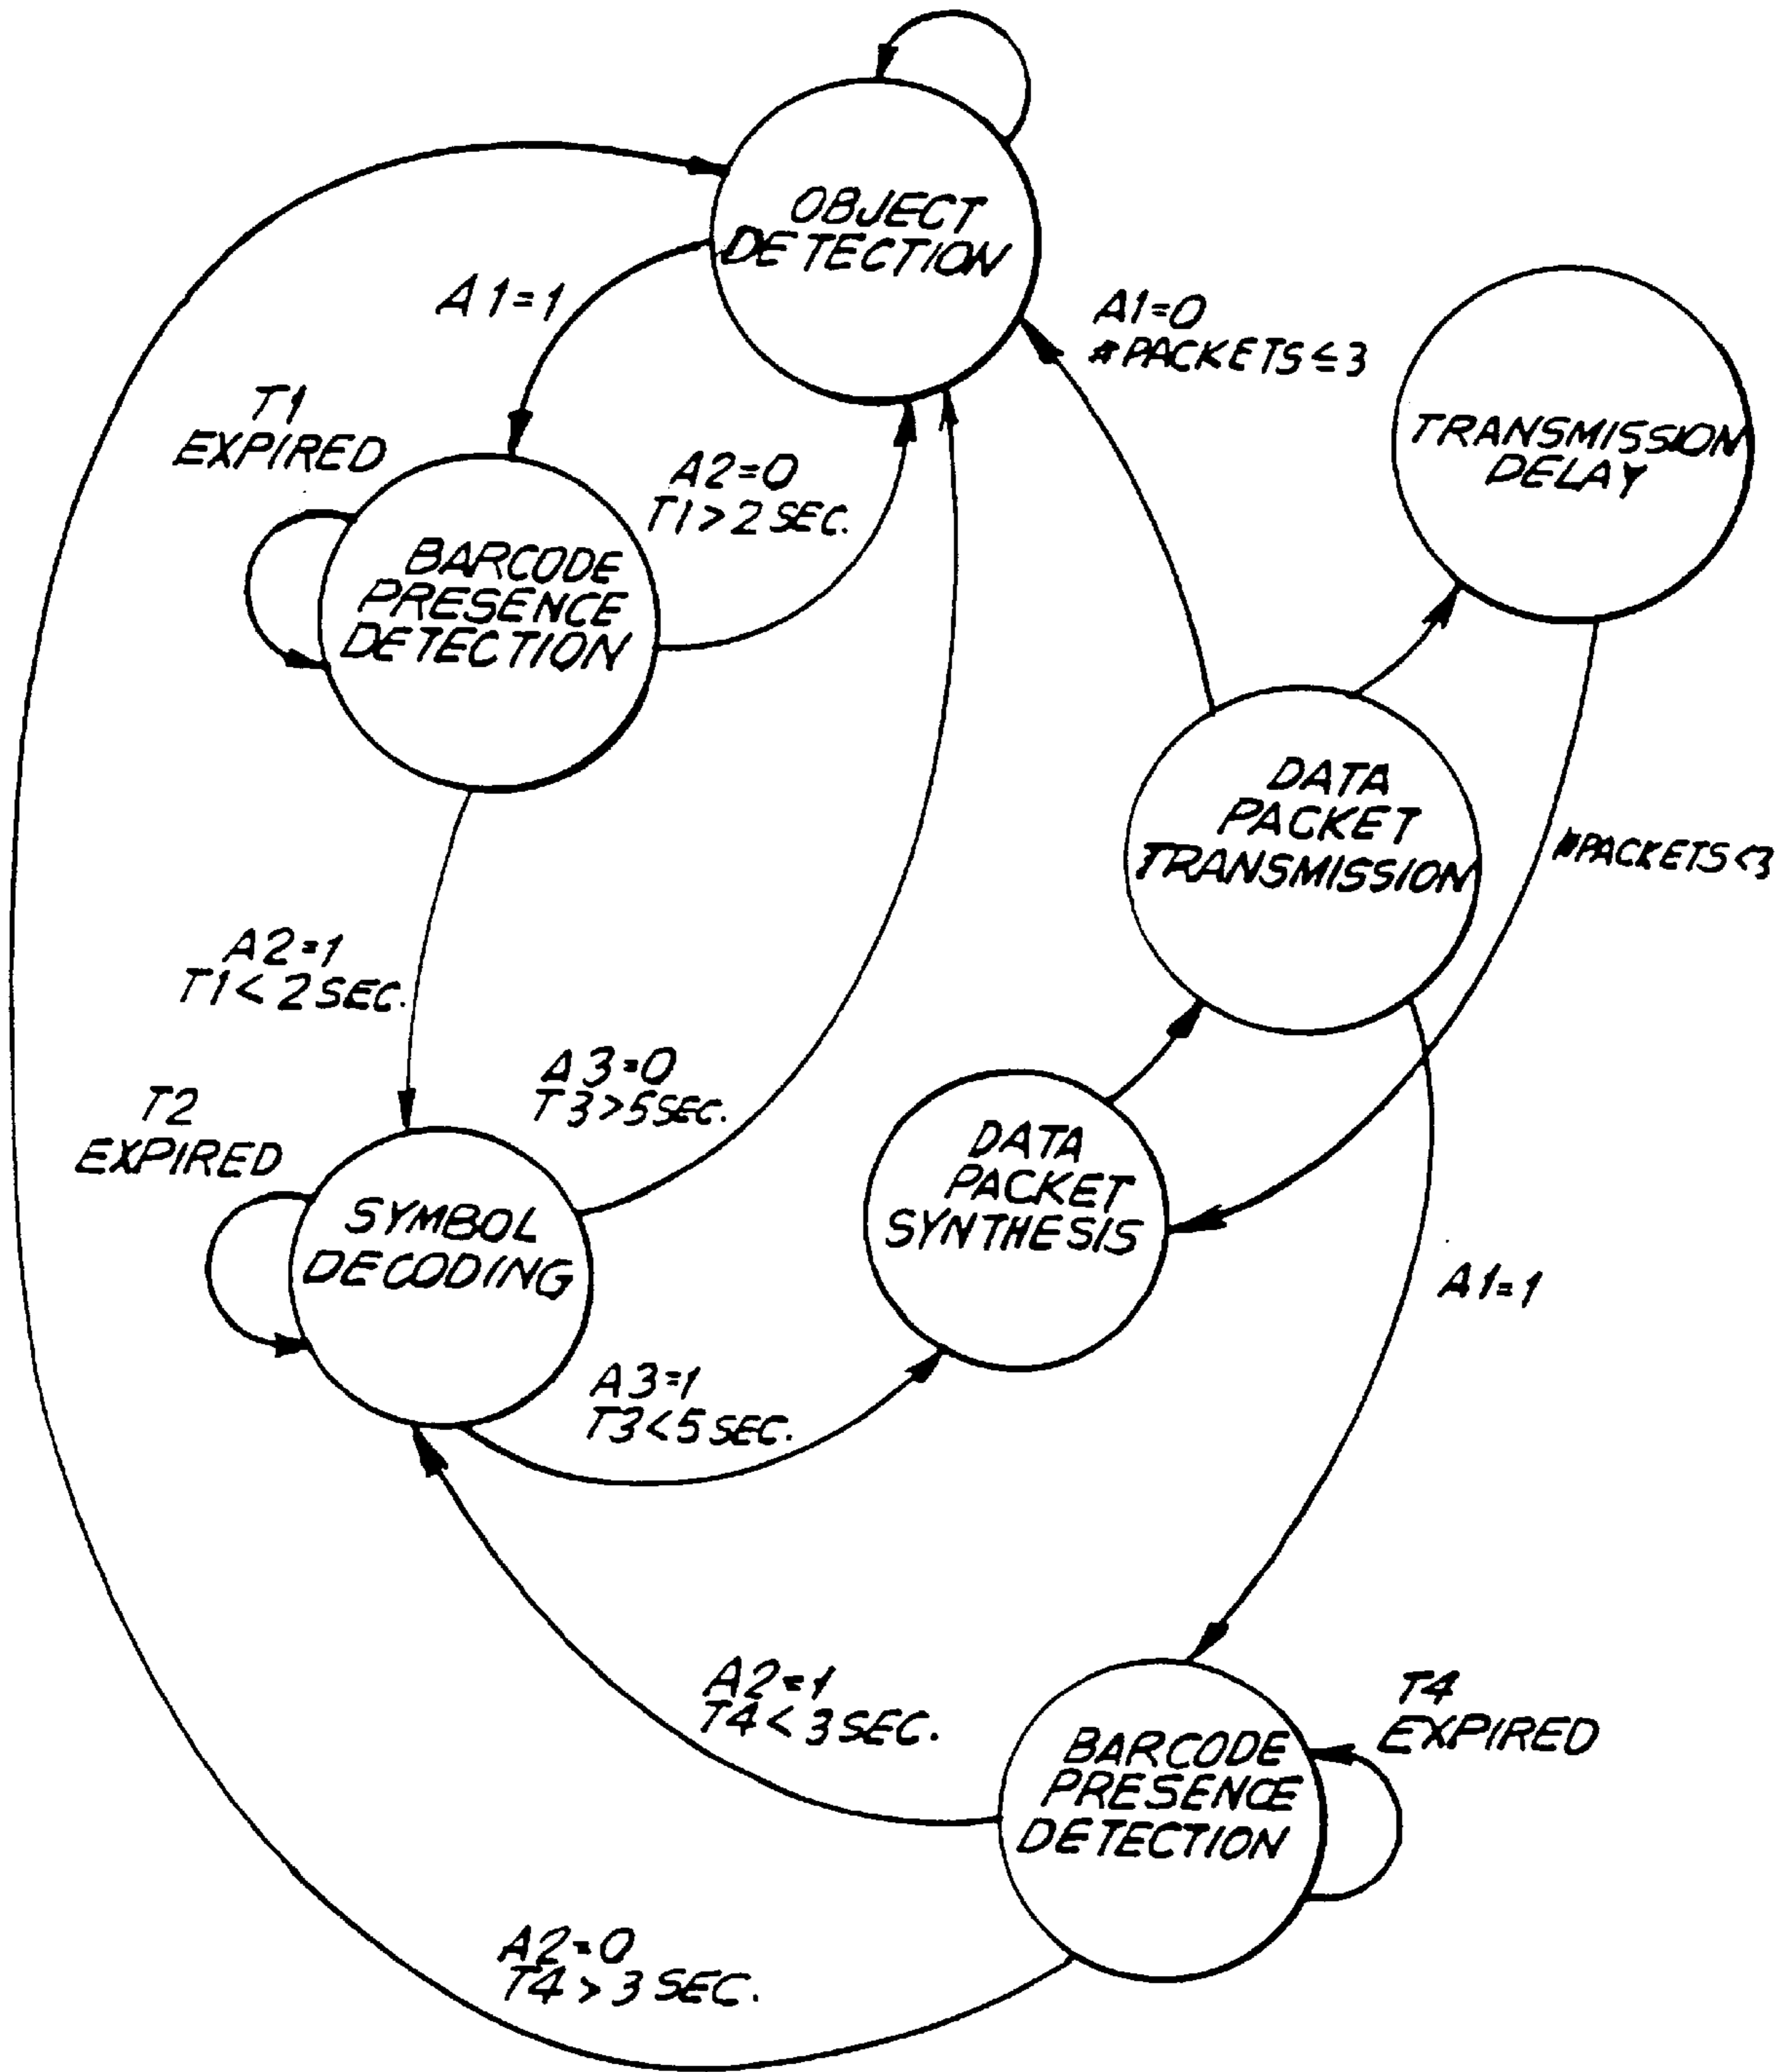 OBJECT
DETECTION
A1=1
A1=0
#PACKETS≤3
TRANSMISSION
DELAY
T1
EXPIRED
A2=0
T1>2 SEC.
BARCODE
PRESENCE
DETECTION
DATA
PACKET
TRANSMISSION
#PACKETS<3
A2=1
T1<2 SEC.
A3=0
T3>5 SEC.
T2
EXPIRED
DATA
PACKET
SYNTHESIS
SYMBOL
DECODING
A1=1
A3=1
T3<5 SEC.
A2=1
T4<3 SEC.
T4
EXPIRED
BARCODE
PRESENCE
DETECTION
A2=0
T4>3 SEC.